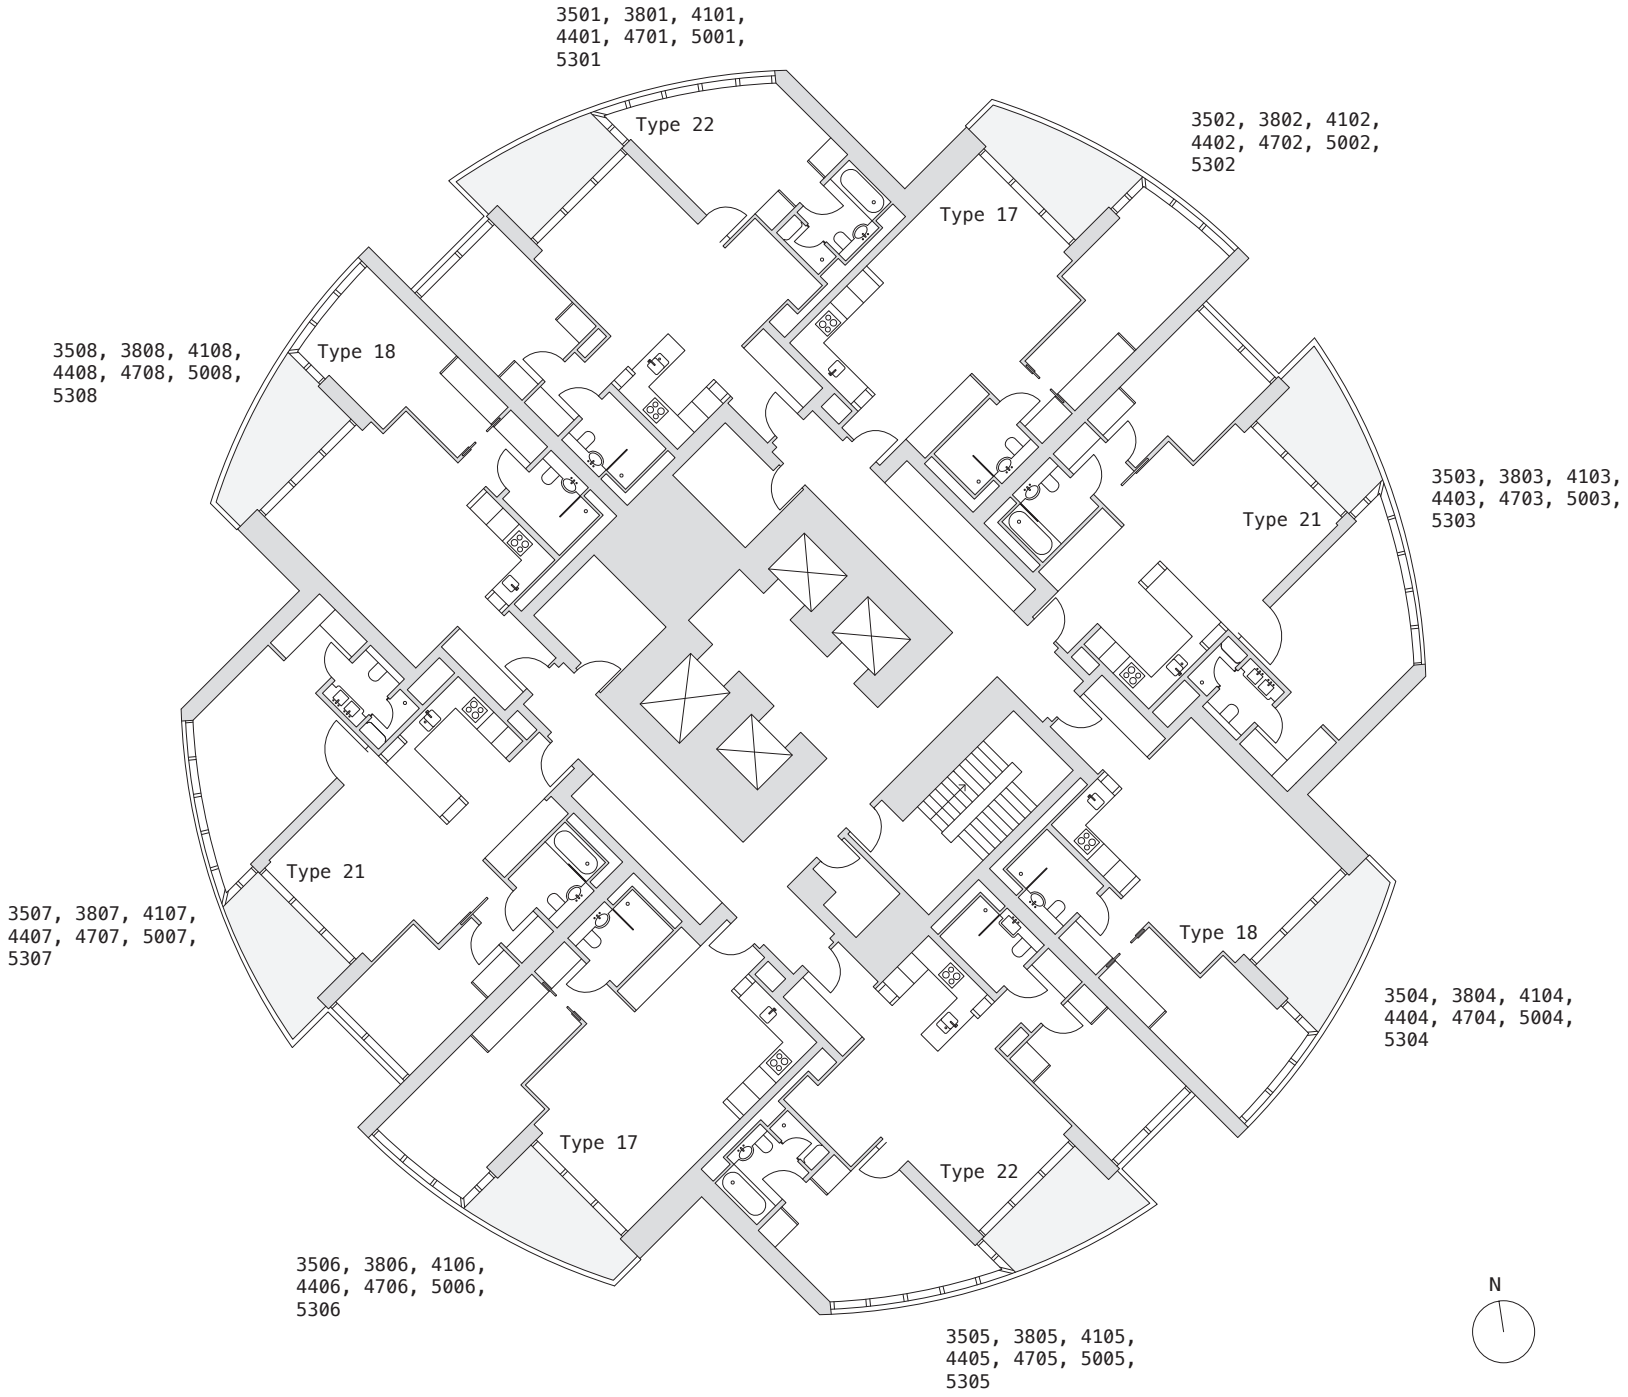 3501, 3801, 4101,
4401, 4701, 5001,
5301
Type 22
3502, 3802, 4102,
4402, 4702, 5002,
5302
Type 17
3508, 3808, 4108,
4408, 4708, 5008,
5308
Type 18
3503, 3803, 4103,
4403, 4703, 5003,
5303
Type 21
Type 21
3507, 3807, 4107,
4407, 4707, 5007,
5307
Type 18
3504, 3804, 4104,
4404, 4704, 5004,
5304
Type 17
Type 22
3506, 3806, 4106,
4406, 4706, 5006,
5306
N
3505, 3805, 4105,
4405, 4705, 5005,
5305